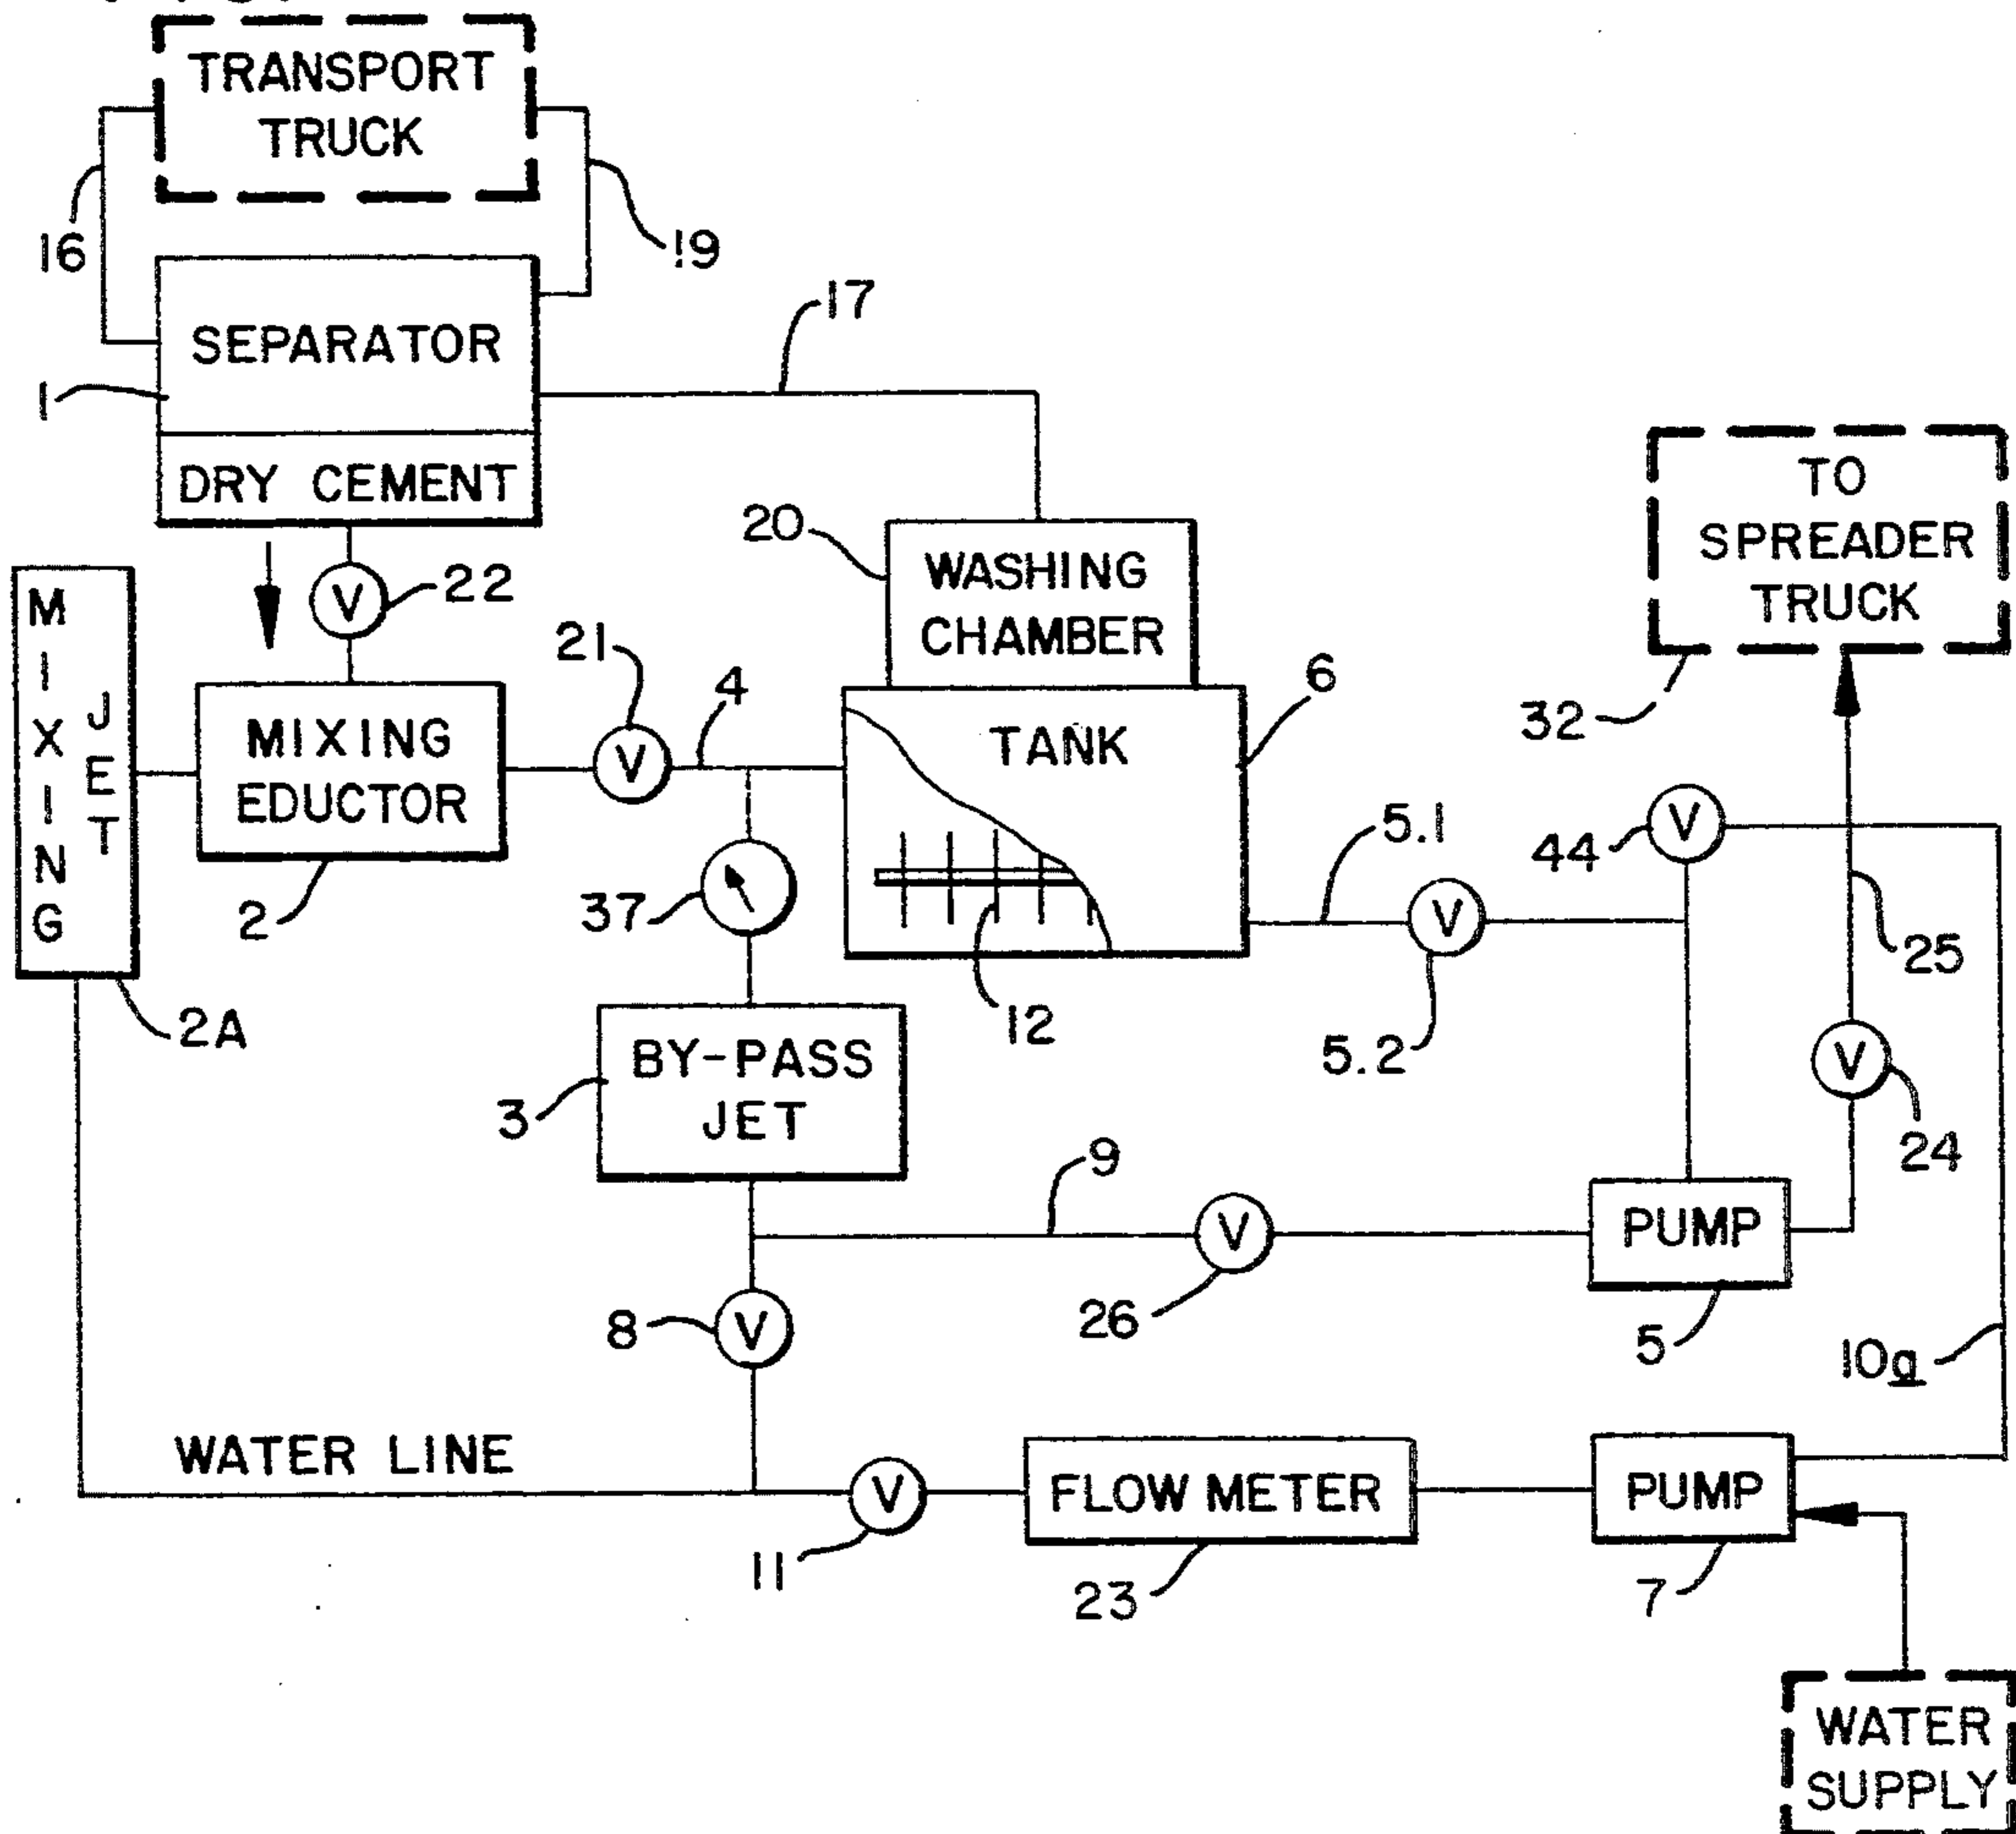 TRANSPORT
TRUCK
16
19
SEPARATOR
1
17
DRY CEMENT
TO
SPREADER
TRUCK
32
20
WASHING
CHAMBER
V
22
MIXING
JET
2A
21
V
4
6
MIXING
EDUCTOR
2
TANK
12
37
5.1
V
5.2
V
44
25
V
24
BY-PASS
JET
3
9
V
26
PUMP
5
V
8
10a
WATER LINE
V
11
FLOW METER
23
PUMP
7
WATER
SUPPLY